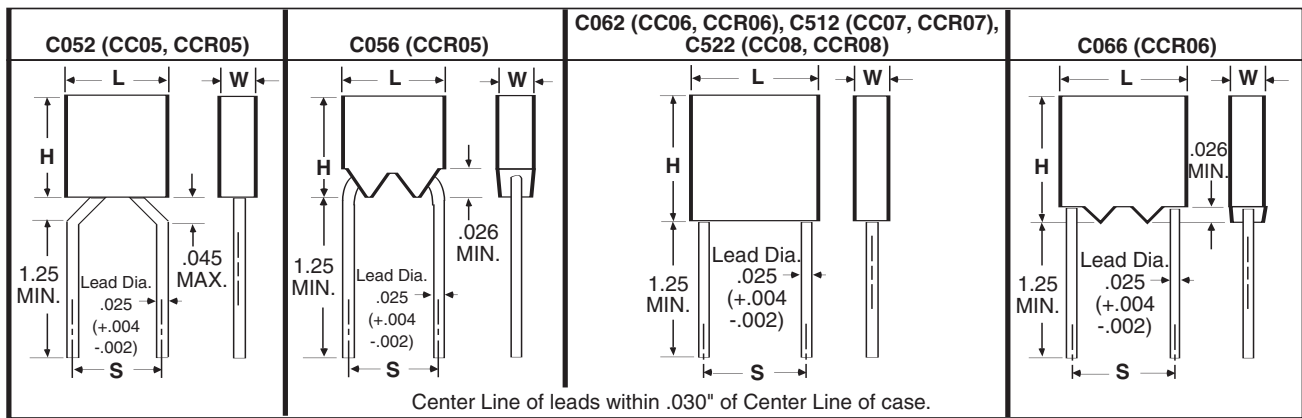 C052 (CC05, CCR05)
L
W
H
1.25
MIN.
.045
MAX.
Lead Dia.
.025
(+.004
-.002)
S
C056 (CCR05)
L
W
H
.026
MIN.
1.25
MIN.
Lead Dia.
.025
(+.004
-.002)
S
C062 (CC06, CCR06), C512 (CC07, CCR07),
C522 (CC08, CCR08)
L
W
H
1.25
MIN.
Lead Dia.
.025
(+.004
-.002)
S
C066 (CCR06)
L
W
H
.026
MIN.
1.25
MIN.
Lead Dia.
.025
(+.004
-.002)
S
Center Line of leads within .030" of Center Line of case.